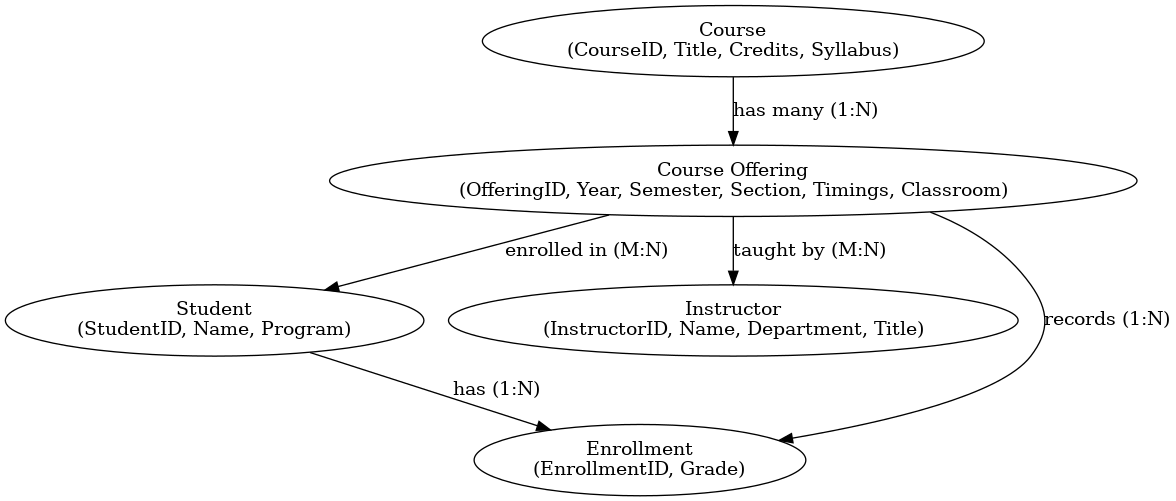 Course
(CourseID, Title, Credits, Syllabus)
has many (1:N)
Course Offering
(OfferingID, Year, Semester, Section, Timings, Classroom)
enrolled in (M:N)
taught by (M:N)
Student
(StudentID, Name, Program)
Instructor
(InstructorID, Name, Department, Title)
records (1:N)
has (1:N)
Enrollment
(EnrollmentID, Grade)